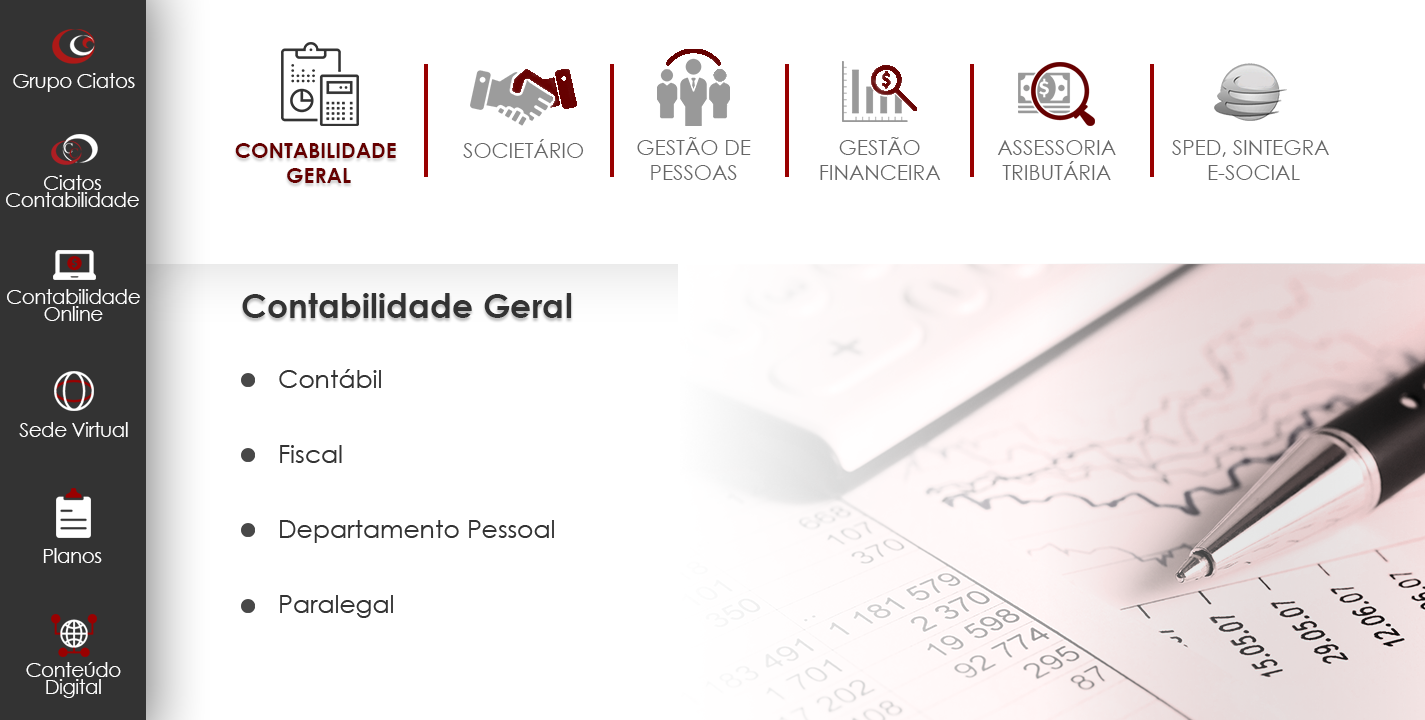 Grupo Ciatos
Ciatos
Contabilidade
Contabilidade
Online
Sede Virtual
Planos
Conteúdo
Digital
CONTABILIDADE
GERAL
SOCIETÁRIO
GESTÃO DE
PESSOAS
GESTÃO
FINANCEIRA
ASSESSORIA
TRIBUTÁRIA
SPED, SINTEGRA
E-SOCIAL
Contabilidade Geral
Contábil
Fiscal
Departamento Pessoal
Paralegal
668
107
370
350
1 181 579
2 370
19 598
92 774
295
87
1 701
15.05.07
29.05.07
12.06.07